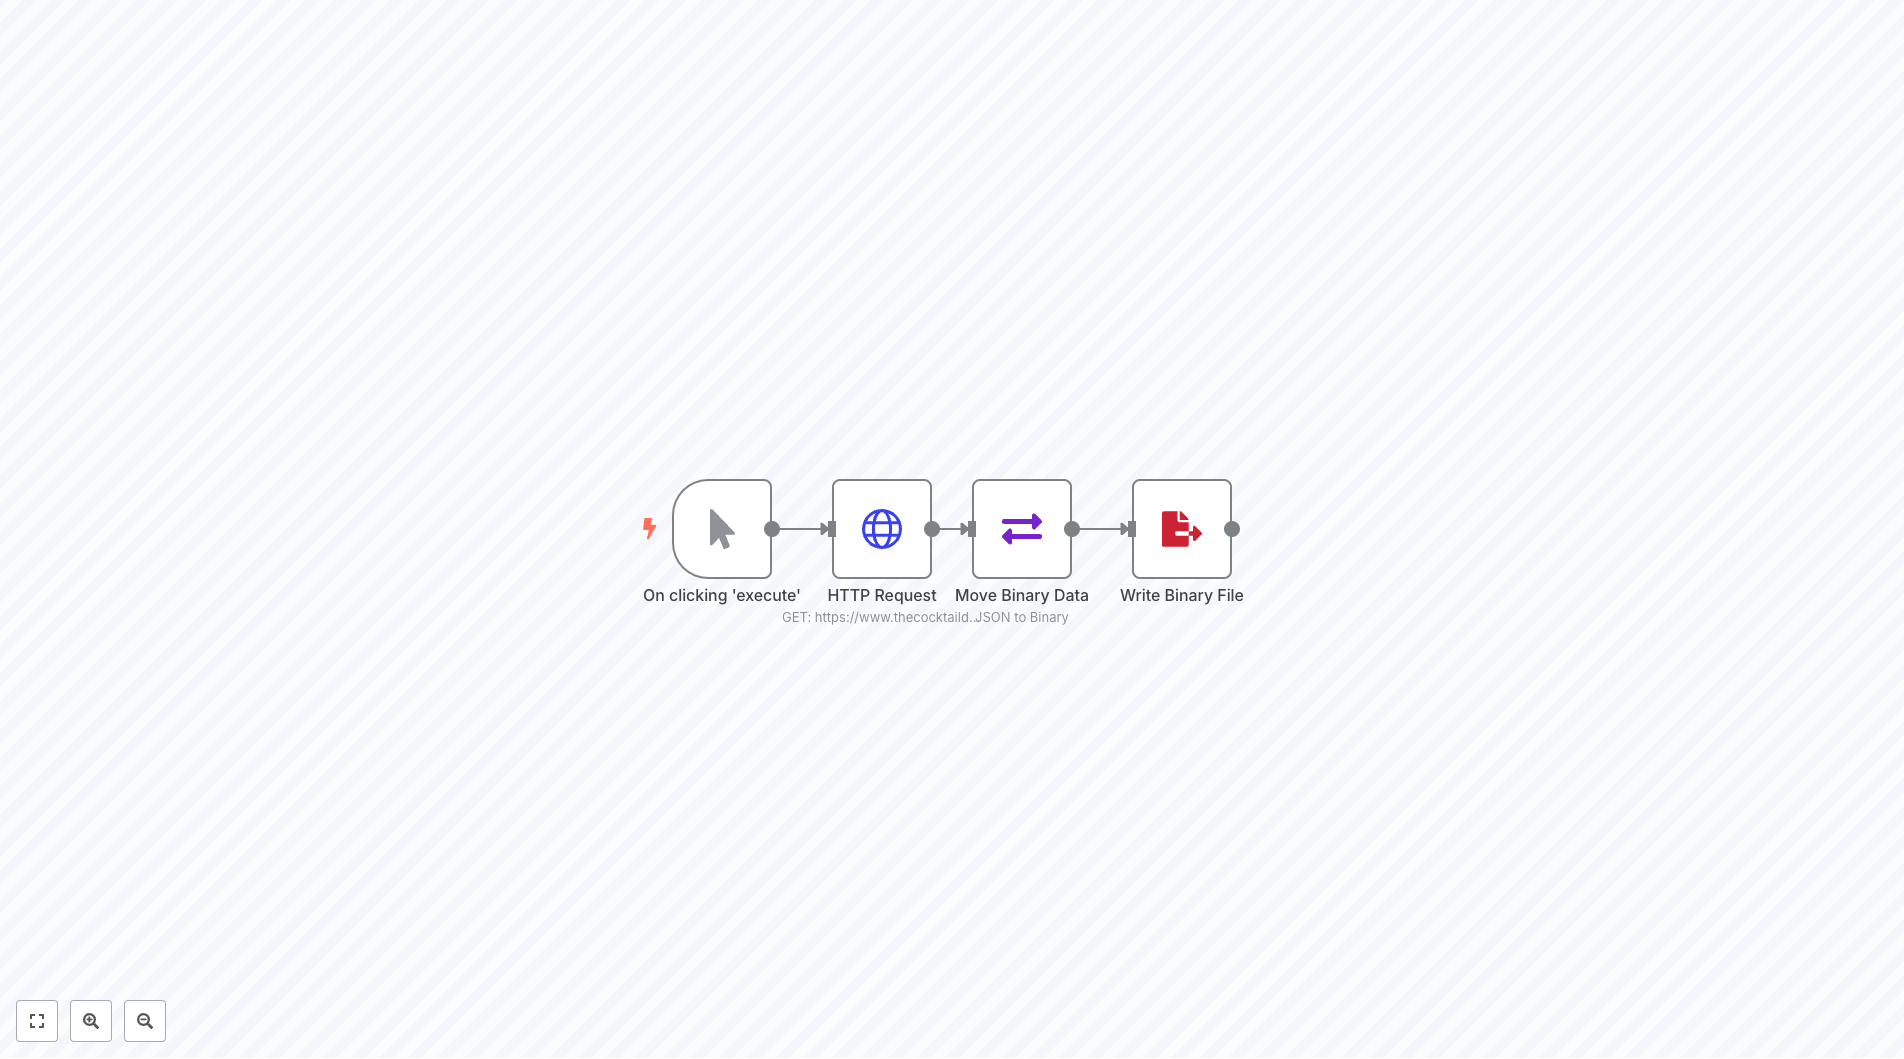 On clicking 'execute'
HTTP Request
GET: https://www.thecocktaild...
Move Binary Data
JSON to Binary
Write Binary File